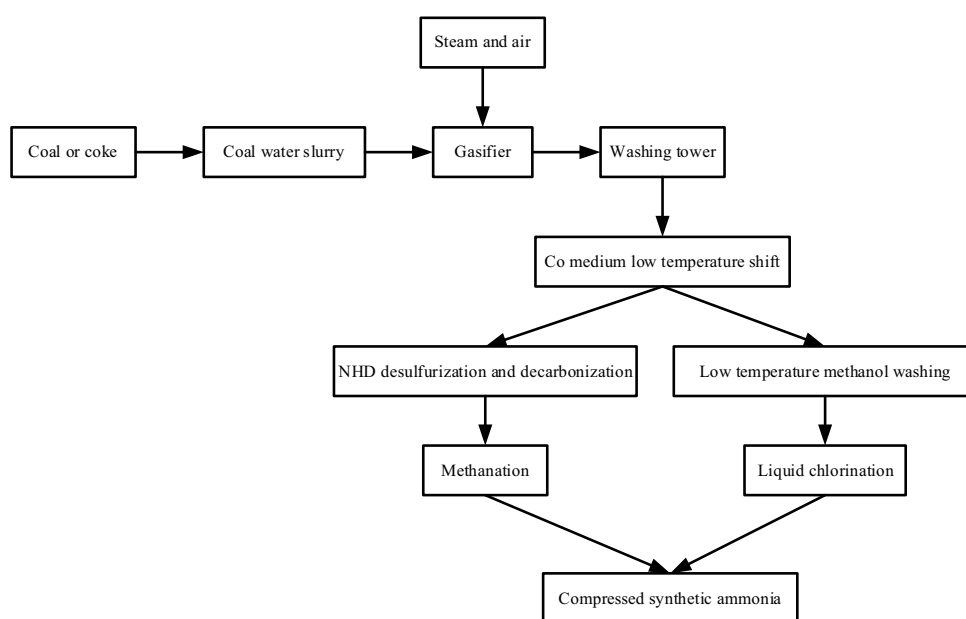 Steam and air
Coal or coke
Coal water slurry
Gasifier
Washing tower
Co medium low temperature shift
NHD desulfurization and decarbonization
Low temperature methanol washing
Methanation
Liquid chlorination
Compressed synthetic ammonia